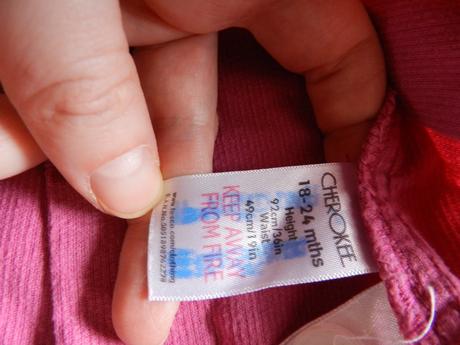 CHEROKEE
18-24 mths
Height
92cm/36in
Waist
49cm/19in
KEEP AWAY
FROM FIRE